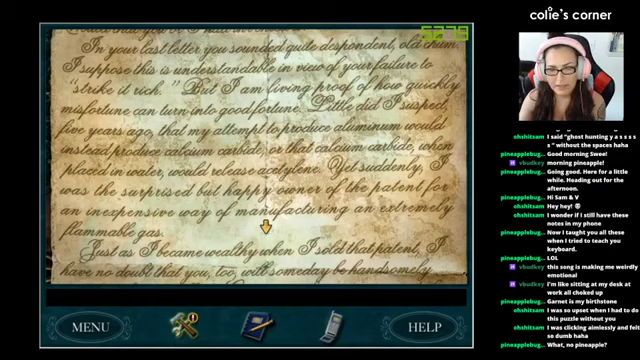 colie's corner
In your last letter you sounded quite despondent, old chum.
I suppose this is understandable in view of your failure to
"strike it rich." But I am living proof of how quickly
misfortune can turn into good fortune. Little did I suspect,
five years ago, that my attempt to produce aluminum would
instead produce calcium carbide, or that calcium carbide, when
placed in water, would release acetylene. Yet suddenly, I
was the surprised but happy owner of the patent for
an inexpensive way of manufacturing an extremely
flammable gas.
Just as I became wealthy when I sold that patent, I
have no doubt that you, too, will someday be handsomely
MENU
HELP
ohshitsam I said "ghost hunting y a s s s s
s " without the spaces haha
pineapplebug... Good morning Swee!
vbudkey morning pineapple!
pineapplebug... Going good. Here for a little
while. Heading out for the
afternoon.
pineapplebug... Hi Sam & V
ohshitsam Hey hey!
ohshitsam I wonder if I still have these
notes in my phone
pineapplebug... Now I taught you all these
when I tried to teach you
keyboard.
pineapplebug... LOL
vbudkey this song is making me weirdly
emotional
vbudkey i'm like sitting at my desk at
work all choked up
pineapplebug... Garnet is my birthstone
ohshitsam I was so upset when I had to do
this puzzle without you
ohshitsam I was clicking aimlessly and felt
so dumb haha
pineapplebug... What, no pineapple?